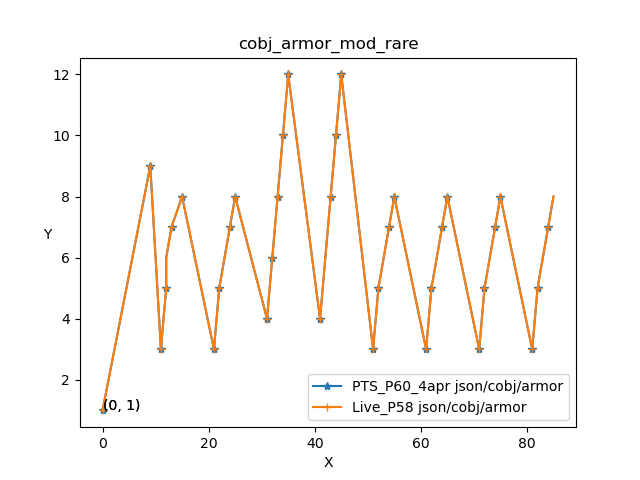 cobj_armor_mod_rare
12
10
8
6
4
2
Y
(0, 1)
PTS_P60_4apr json/cobj/armor
Live_P58 json/cobj/armor
0 20 40 60 80
X